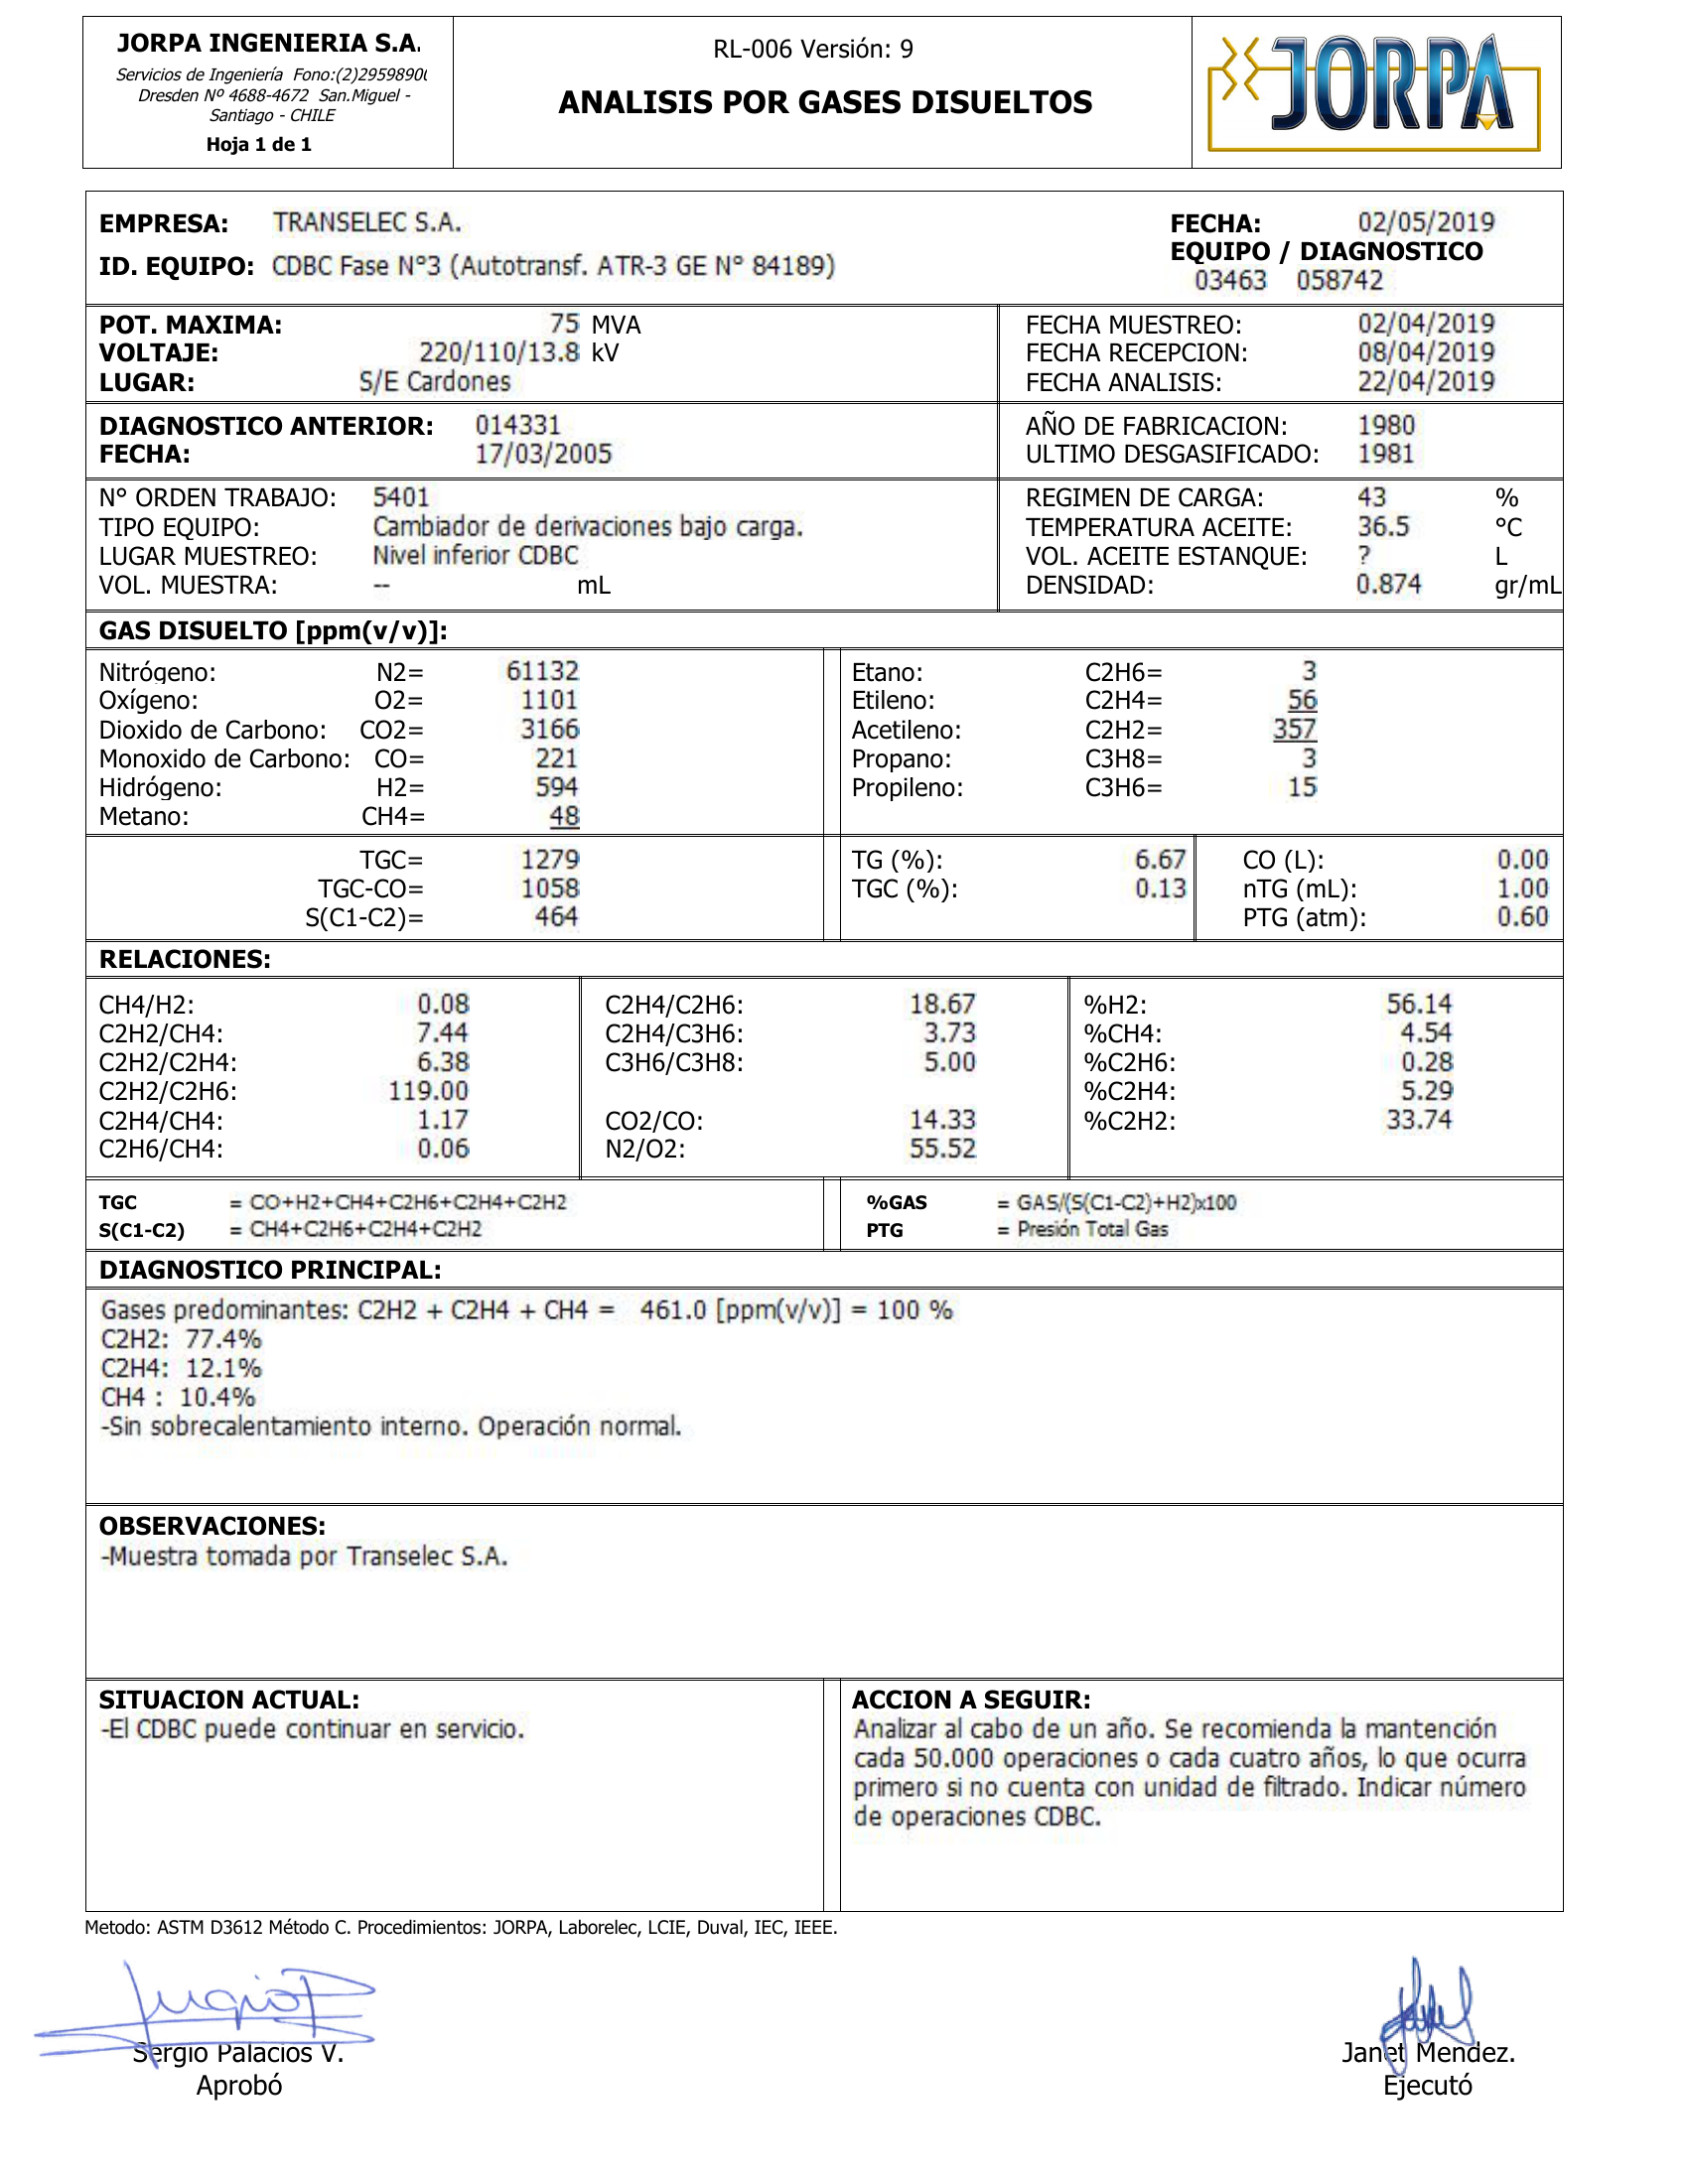 JORPA INGENIERIA S.A.
Servicios de Ingeniería Fono:(2)29598900
Dresden Nº 4688-4672 San.Miguel -
Santiago - CHILE
Hoja 1 de 1
RL-006 Versión: 9
ANALISIS POR GASES DISUELTOS
JORPA
EMPRESA: TRANSELEC S.A.
ID. EQUIPO: CDBC Fase N°3 (Autotransf. ATR-3 GE N° 84189)
FECHA: 02/05/2019
EQUIPO / DIAGNOSTICO
03463 058742
POT. MAXIMA: 75 MVA
VOLTAJE: 220/110/13.8 kV
LUGAR: S/E Cardones
FECHA MUESTREO: 02/04/2019
FECHA RECEPCION: 08/04/2019
FECHA ANALISIS: 22/04/2019
DIAGNOSTICO ANTERIOR: 014331
FECHA: 17/03/2005
AÑO DE FABRICACION: 1980
ULTIMO DESGASIFICADO: 1981
N° ORDEN TRABAJO: 5401
TIPO EQUIPO: Cambiador de derivaciones bajo carga.
LUGAR MUESTREO: Nivel inferior CDBC
VOL. MUESTRA: -- mL
REGIMEN DE CARGA: 43 %
TEMPERATURA ACEITE: 36.5 °C
VOL. ACEITE ESTANQUE: ? L
DENSIDAD: 0.874 gr/mL
GAS DISUELTO [ppm(v/v)]:
Nitrógeno: N2= 61132
Oxígeno: O2= 1101
Dioxido de Carbono: CO2= 3166
Monoxido de Carbono: CO= 221
Hidrógeno: H2= 594
Metano: CH4= 48
Etano: C2H6= 3
Etileno: C2H4= 56
Acetileno: C2H2= 357
Propano: C3H8= 3
Propileno: C3H6= 15
TGC= 1279
TGC-CO= 1058
S(C1-C2)= 464
TG (%): 6.67
TGC (%): 0.13
CO (L): 0.00
nTG (mL): 1.00
PTG (atm): 0.60
RELACIONES:
CH4/H2: 0.08
C2H2/CH4: 7.44
C2H2/C2H4: 6.38
C2H2/C2H6: 119.00
C2H4/CH4: 1.17
C2H6/CH4: 0.06
C2H4/C2H6: 18.67
C2H4/C3H6: 3.73
C3H6/C3H8: 5.00
CO2/CO: 14.33
N2/O2: 55.52
%H2: 56.14
%CH4: 4.54
%C2H6: 0.28
%C2H4: 5.29
%C2H2: 33.74
TGC = CO+H2+CH4+C2H6+C2H4+C2H2
S(C1-C2) = CH4+C2H6+C2H4+C2H2
%GAS = GAS/(S(C1-C2)+H2)x100
PTG = Presión Total Gas
DIAGNOSTICO PRINCIPAL:
Gases predominantes: C2H2 + C2H4 + CH4 = 461.0 [ppm(v/v)] = 100 %
C2H2: 77.4%
C2H4: 12.1%
CH4 : 10.4%
-Sin sobrecalentamiento interno. Operación normal.
OBSERVACIONES:
-Muestra tomada por Transelec S.A.
SITUACION ACTUAL:
-El CDBC puede continuar en servicio.
ACCION A SEGUIR:
Analizar al cabo de un año. Se recomienda la mantención
cada 50.000 operaciones o cada cuatro años, lo que ocurra
primero si no cuenta con unidad de filtrado. Indicar número
de operaciones CDBC.
Metodo: ASTM D3612 Método C. Procedimientos: JORPA, Laborelec, LCIE, Duval, IEC, IEEE.
Sergio Palacios V.
Aprobó
Janet Mendez.
Ejecutó